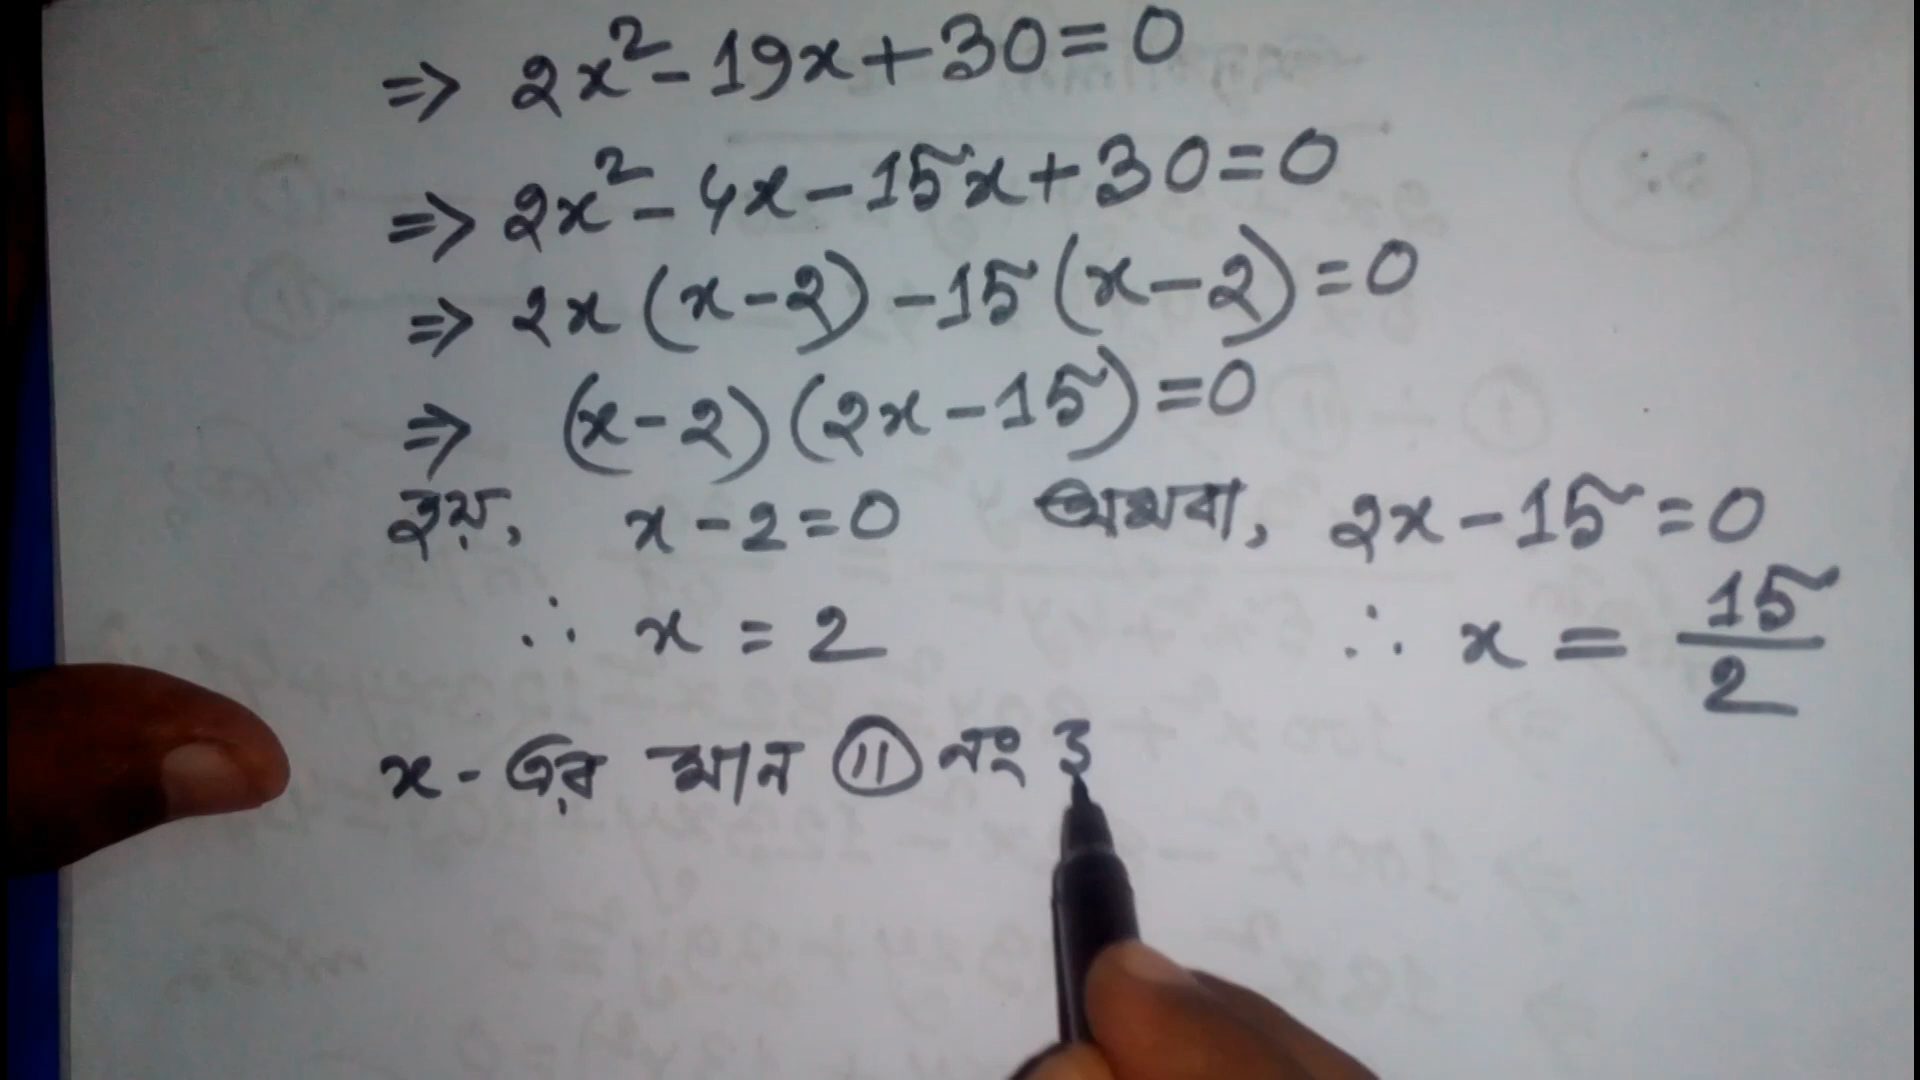 ⇒ 2x² - 19x + 30 = 0
⇒ 2x² - 4x - 15x + 30 = 0
⇒ 2x (x - 2) - 15 (x - 2) = 0
⇒ (x - 2) (2x - 15) = 0
হয়, x - 2 = 0 অথবা, 2x - 15 = 0
∴ x = 2 ∴ x = 15/2
x - এর মান (II) নং